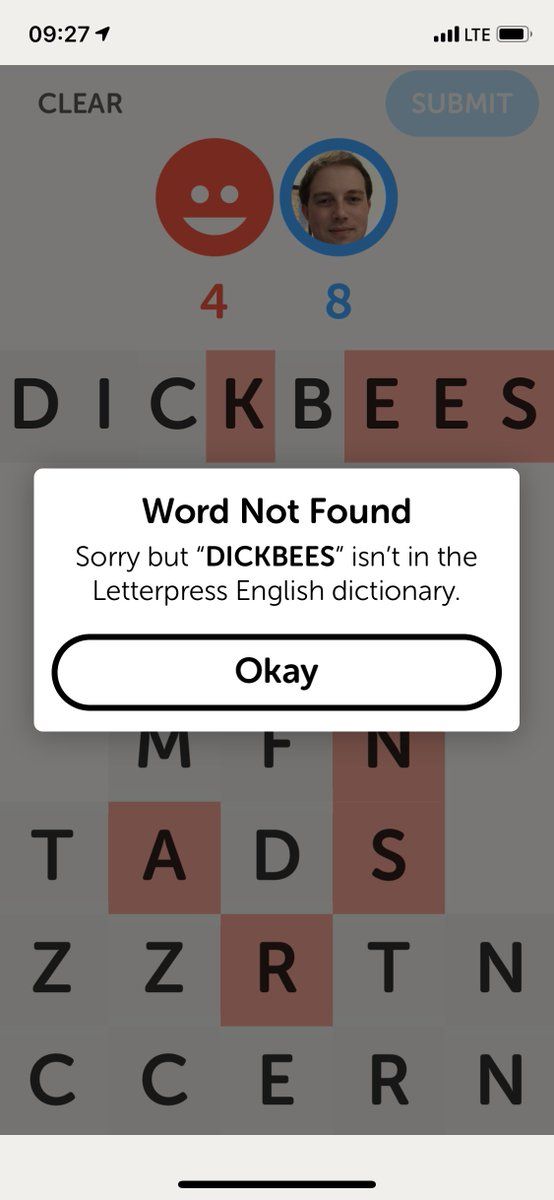 09:27 LTE
CLEAR SUBMIT
4 8
DICKBEES
Word Not Found
Sorry but “DICKBEES” isn’t in the
Letterpress English dictionary.
Okay
M F N
T A D S
Z Z R T N
C C E R N